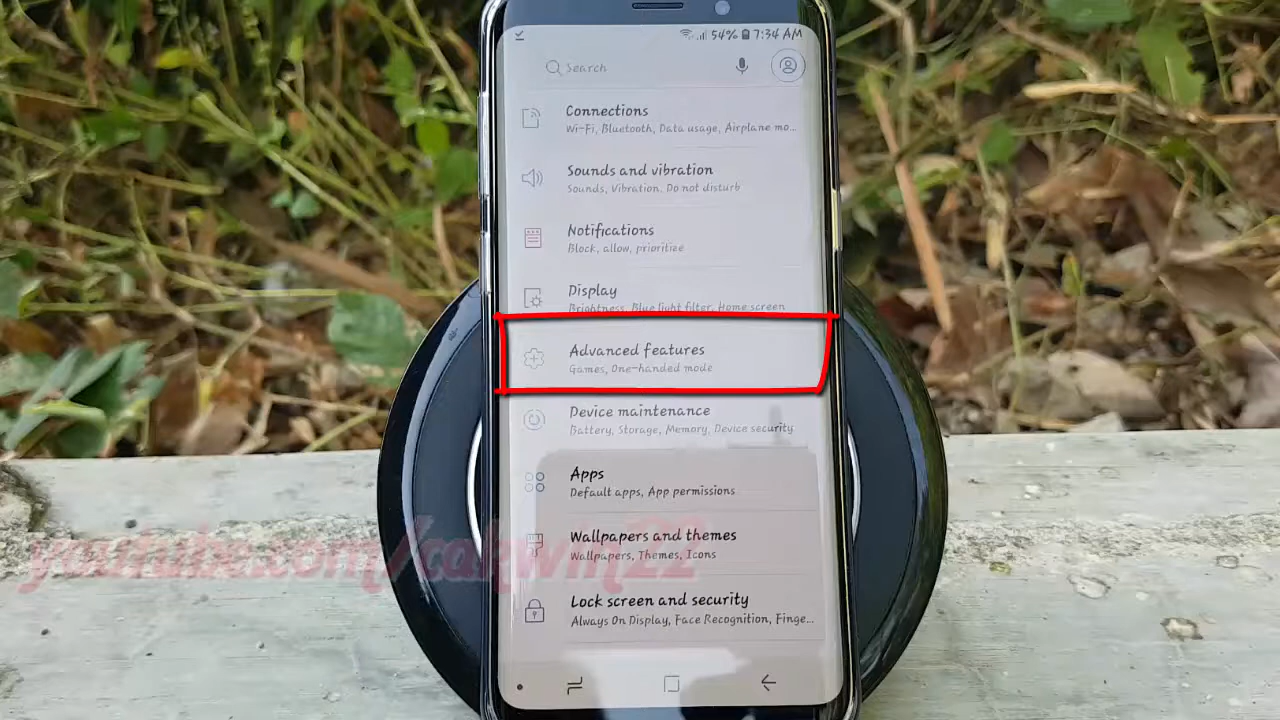 54% 7:34 AM
Search
Connections
Wi-Fi, Bluetooth, Data usage, Airplane mo...
Sounds and vibration
Sounds, Vibration, Do not disturb
Notifications
Block, allow, prioritize
Display
Brightness, Blue light filter, Home screen
Advanced features
Games, One-handed mode
Device maintenance
Battery, Storage, Memory, Device security
Apps
Default apps, App permissions
Wallpapers and themes
Wallpapers, Themes, Icons
youtube.com/cakwin22
Lock screen and security
Always On Display, Face Recognition, Finge...